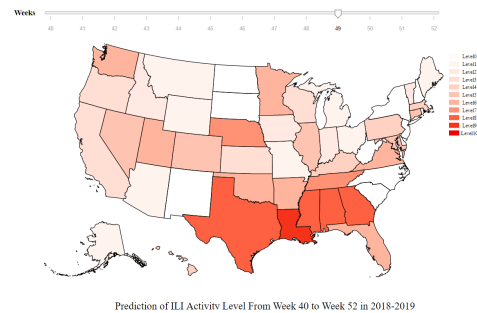 Weeks
40 41 42 43 44 45 46 47 48 49 50 51 52
Level0
Level1
Level2
Level3
Level4
Level5
Level6
Level7
Level8
Level9
Level10
Prediction of ILI Activity Level From Week 40 to Week 52 in 2018-2019